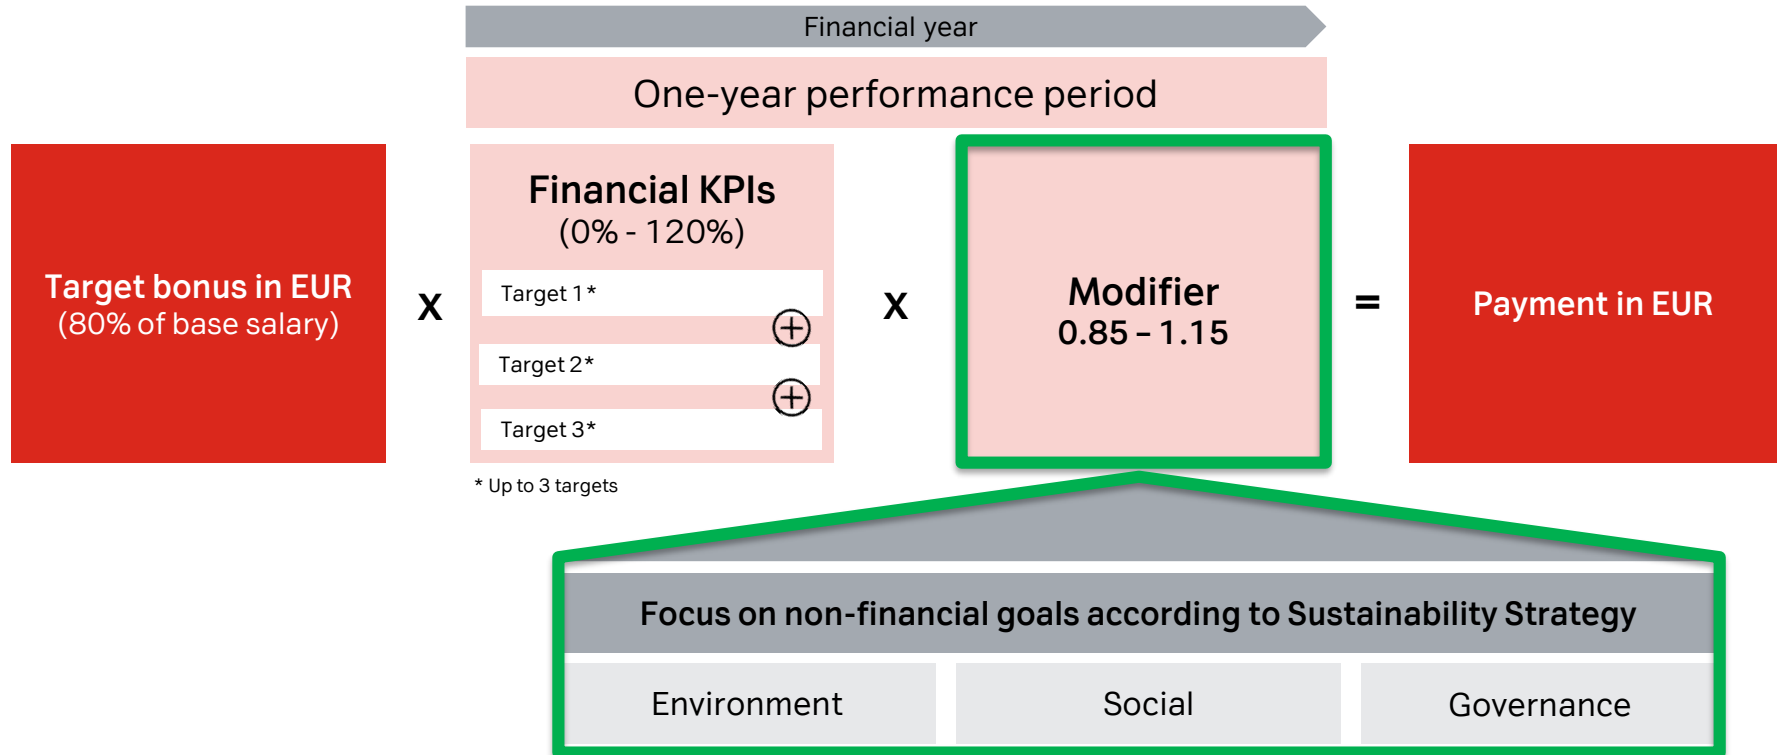 Financial year
One-year performance period
Target bonus in EUR
(80% of base salary)
X
Financial KPIs
(0% - 120%)
Target 1*
+
Target 2*
+
Target 3*
* Up to 3 targets
X
Modifier
0.85 – 1.15
=
Payment in EUR
Focus on non-financial goals according to Sustainability Strategy
Environment
Social
Governance